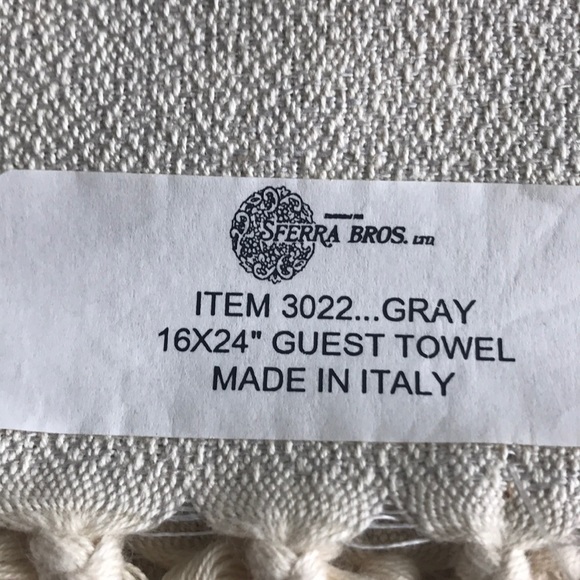 SFERRA BROS. LTD.
ITEM 3022...GRAY
16X24" GUEST TOWEL
MADE IN ITALY